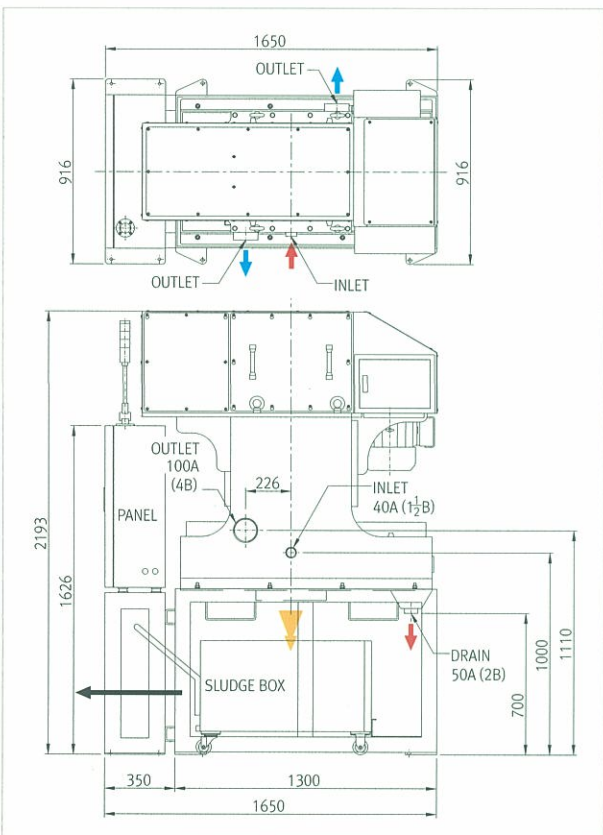 1650
OUTLET
916
916
OUTLET
INLET
OUTLET
100A
(4B)
226
INLET
40A (1½B)
PANEL
2193
1626
SLUDGE BOX
DRAIN
50A (2B)
700
1000
1110
350
1300
1650